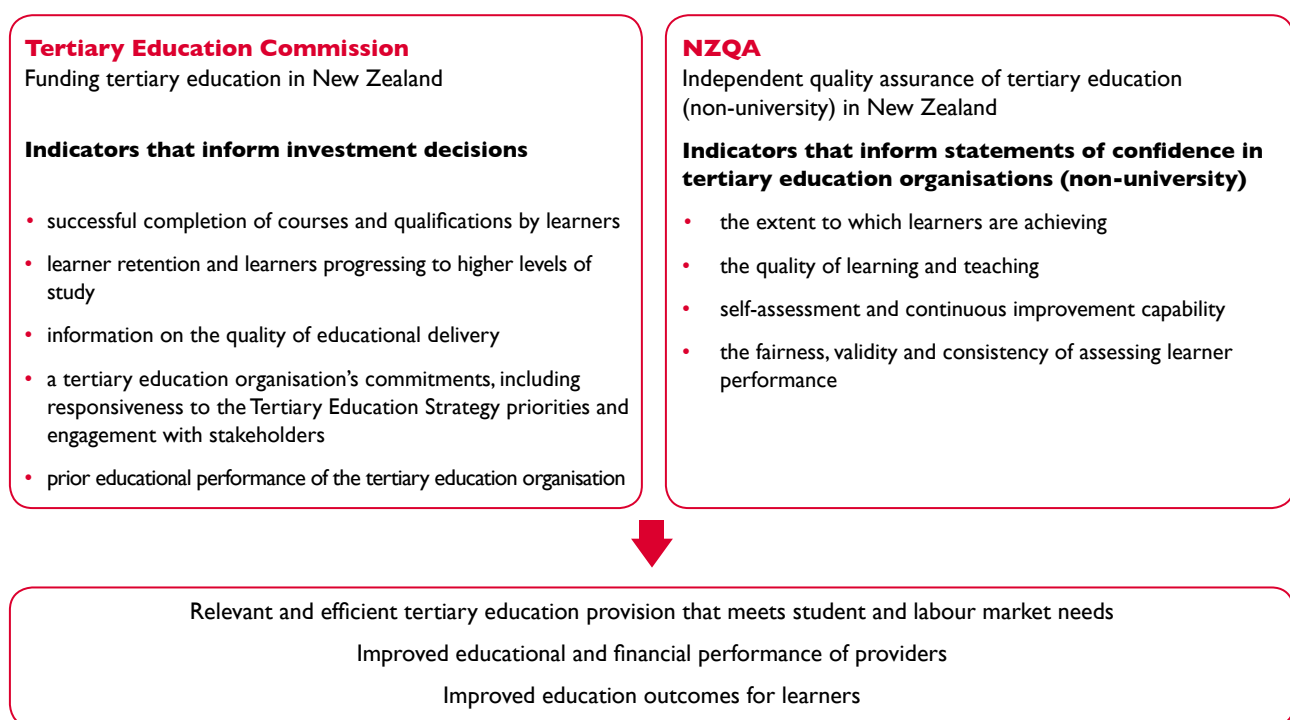 Tertiary Education Commission
Funding tertiary education in New Zealand
Indicators that inform investment decisions
• successful completion of courses and qualifications by learners
• learner retention and learners progressing to higher levels of
study
• information on the quality of educational delivery
• a tertiary education organisation's commitments, including
responsiveness to the Tertiary Education Strategy priorities and
engagement with stakeholders
• prior educational performance of the tertiary education organisation
NZQA
Independent quality assurance of tertiary education
(non-university) in New Zealand
Indicators that inform statements of confidence in
tertiary education organisations (non-university)
• the extent to which learners are achieving
• the quality of learning and teaching
• self-assessment and continuous improvement capability
• the fairness, validity and consistency of assessing learner
performance
Relevant and efficient tertiary education provision that meets student and labour market needs
Improved educational and financial performance of providers
Improved education outcomes for learners